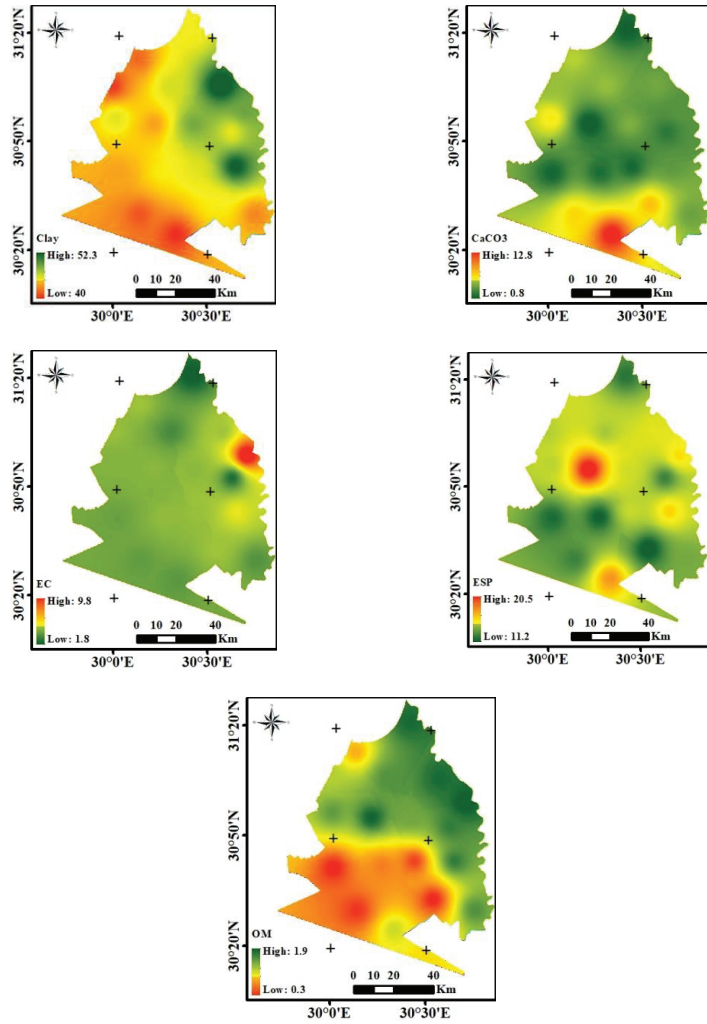 31°20'N
30°50'N
30°20'N
Clay
High: 52.3
Low: 40
0 10 20 40
Km
30°0'E 30°30'E
31°20'N
30°50'N
30°20'N
CaCO3
High: 12.8
Low: 0.8
0 10 20 40
Km
30°0'E 30°30'E
31°20'N
30°50'N
30°20'N
EC
High: 9.8
Low: 1.8
0 10 20 40
Km
30°0'E 30°30'E
31°20'N
30°50'N
30°20'N
ESP
High: 20.5
Low: 11.2
0 10 20 40
Km
30°0'E 30°30'E
31°20'N
30°50'N
30°20'N
OM
High: 1.9
Low: 0.3
0 10 20 40
Km
30°0'E 30°30'E